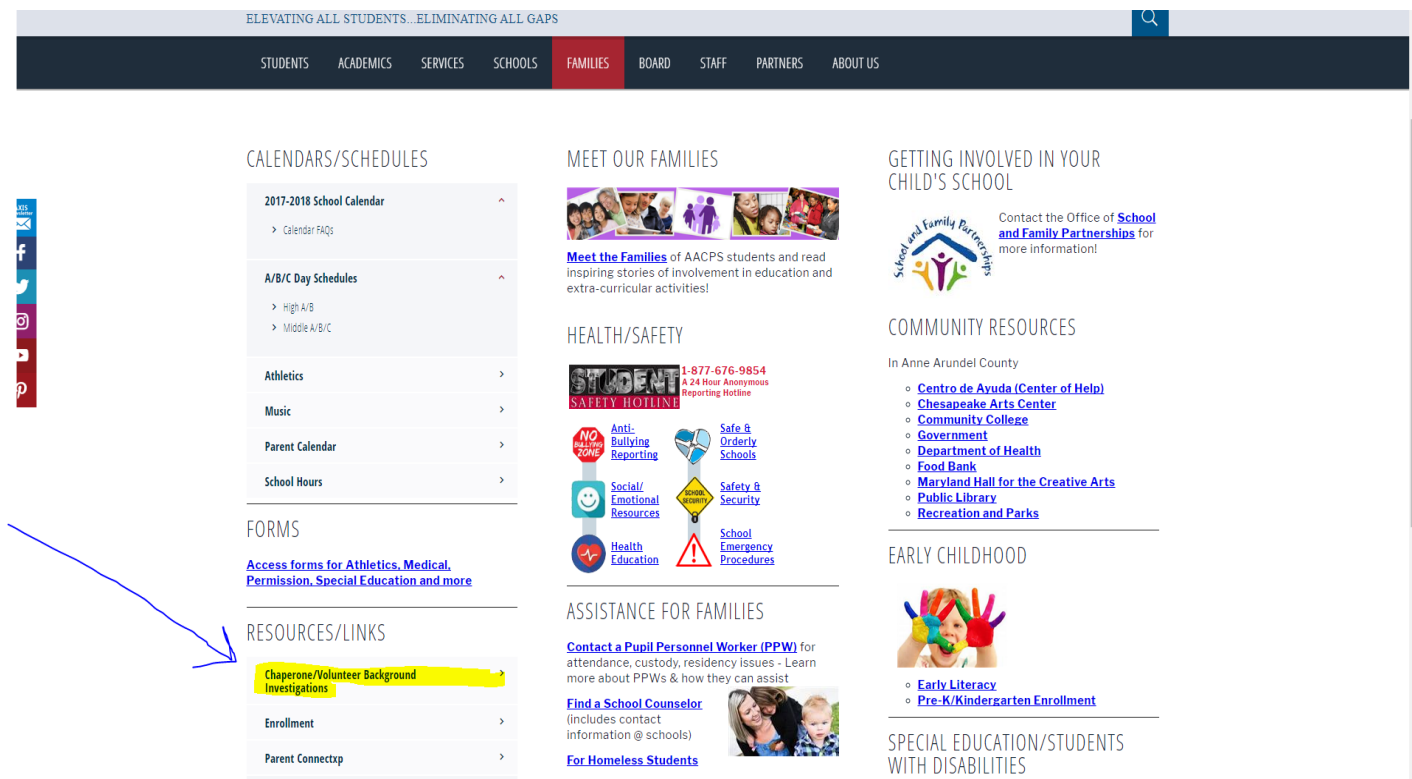 ELEVATING ALL STUDENTS...ELIMINATING ALL GAPS
STUDENTS ACADEMICS SERVICES SCHOOLS FAMILIES BOARD STAFF PARTNERS ABOUT US
CALENDARS/SCHEDULES
2017-2018 School Calendar
Calendar FAQs
A/B/C Day Schedules
High A/B
Middle A/B/C
Athletics
Music
Parent Calendar
School Hours
FORMS
Access forms for Athletics, Medical,
Permission, Special Education and more
RESOURCES/LINKS
Chaperone/Volunteer Background
Investigations
Enrollment
Parent Connectxp
MEET OUR FAMILIES
Meet the Families of AACPS students and read
inspiring stories of involvement in education and
extra-curricular activities!
HEALTH/SAFETY
STUDENT
SAFETY HOTLINE
1-877-676-9854
A 24 Hour Anonymous
Reporting Hotline
NO
BULLYING
ZONE
Anti-
Bullying
Reporting
Safe &
Orderly
Schools
Social/
Emotional
Resources
SCHOOL
SECURITY
Safety &
Security
Health
Education
School
Emergency
Procedures
ASSISTANCE FOR FAMILIES
Contact a Pupil Personnel Worker (PPW) for
attendance, custody, residency issues - Learn
more about PPWs & how they can assist
Find a School Counselor
(includes contact
information @ schools)
For Homeless Students
GETTING INVOLVED IN YOUR
CHILD'S SCHOOL
School and Family Partnerships
Contact the Office of School
and Family Partnerships for
more information!
COMMUNITY RESOURCES
In Anne Arundel County
Centro de Ayuda (Center of Help)
Chesapeake Arts Center
Community College
Government
Department of Health
Food Bank
Maryland Hall for the Creative Arts
Public Library
Recreation and Parks
EARLY CHILDHOOD
Early Literacy
Pre-K/Kindergarten Enrollment
SPECIAL EDUCATION/STUDENTS
WITH DISABILITIES